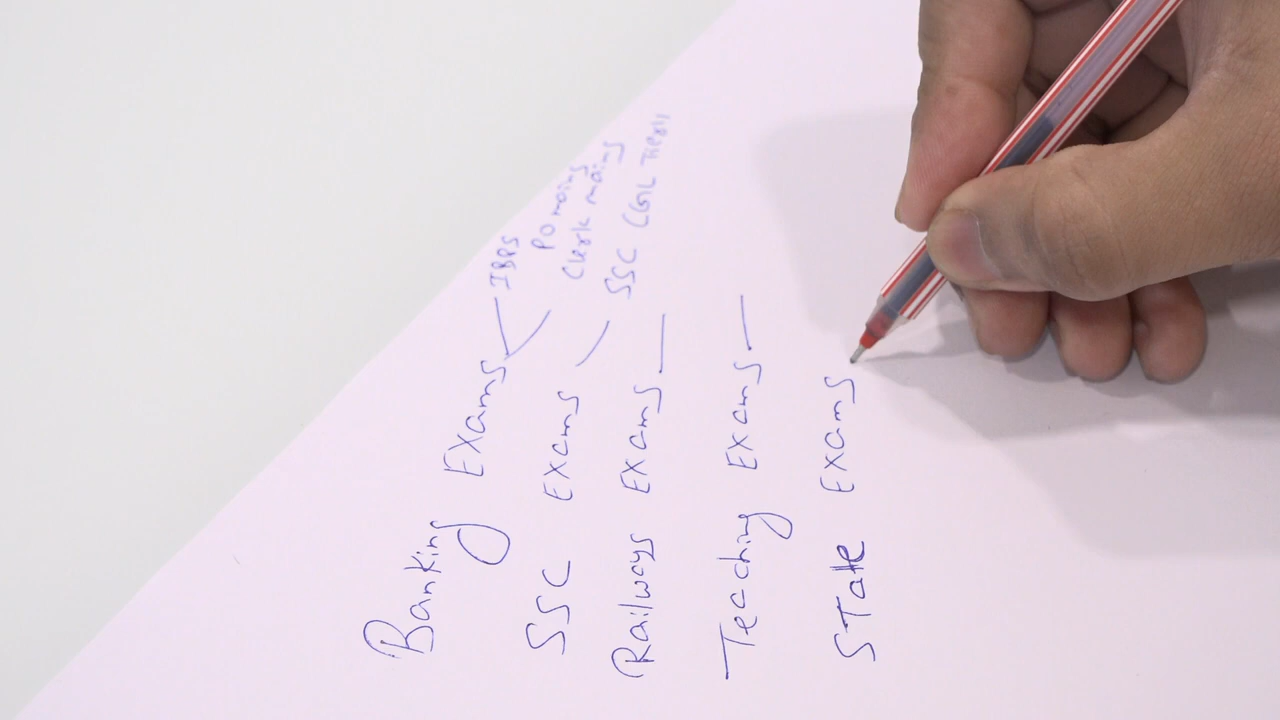 Banking Exams IBPS
PO mains
Clerk mains
SSC Exams SSC CGL Tier II
Railways Exams
Teaching Exams
State Exams